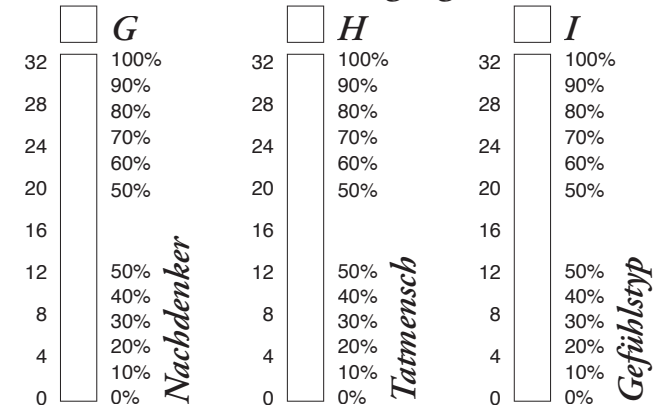 G H I
32 100% 32 100% 32 100%
90% 90% 90%
28 80% 28 80% 28 80%
24 70% 24 70% 24 70%
60% 60% 60%
20 50% 20 50% 20 50%
16 16 16
12 50% 12 50% 12 50%
40% 40% 40%
8 30% 8 30% 8 30%
4 20% 4 20% 4 20%
10% 10% 10%
0 0% 0 0% 0 0%
Nachdenker
Tatmensch
Gefühlstyp